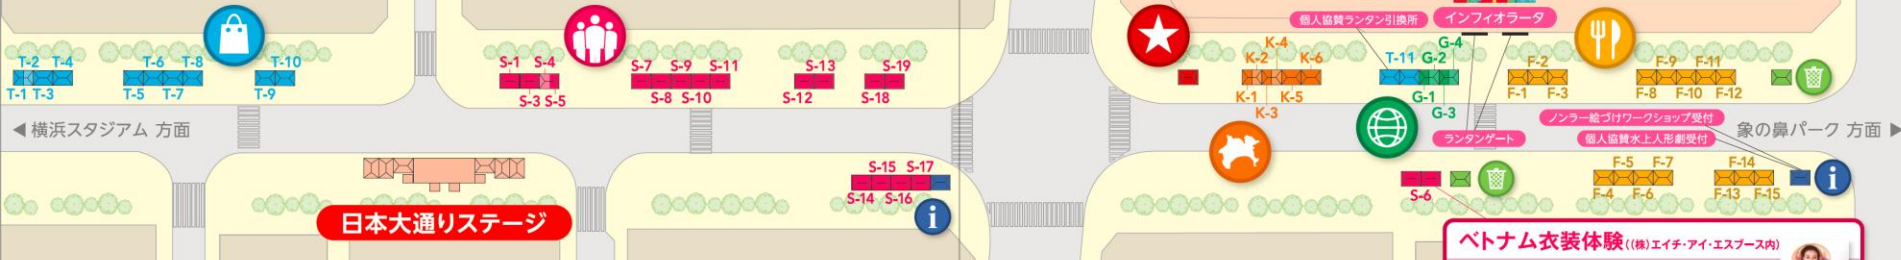 個人協賛ランタン引換所
インフィオラータ
T-2 T-4
T-6 T-8
T-10
T-1 T-3
T-5 T-7
T-9
S-1 S-4
S-3 S-5
S-7 S-9 S-11
S-8 S-10
S-13
S-12
S-19
S-18
K-4
K-2 K-6
K-1 K-5
K-3
G-4
T-11 G-2
G-1
G-3
F-2
F-1 F-3
F-9 F-11
F-8 F-10 F-12
◀ 横浜スタジアム 方面
ランタンゲート
ノンラー絵づけワークショップ受付
個人協賛水上人形劇受付
象の鼻パーク 方面 ▶
S-15 S-17
S-14 S-16
i
S-6
F-5 F-7
F-4 F-6
F-14
F-13 F-15
i
日本大通りステージ
ベトナム衣装体験((株)エイチ・アイ・エスブース内)